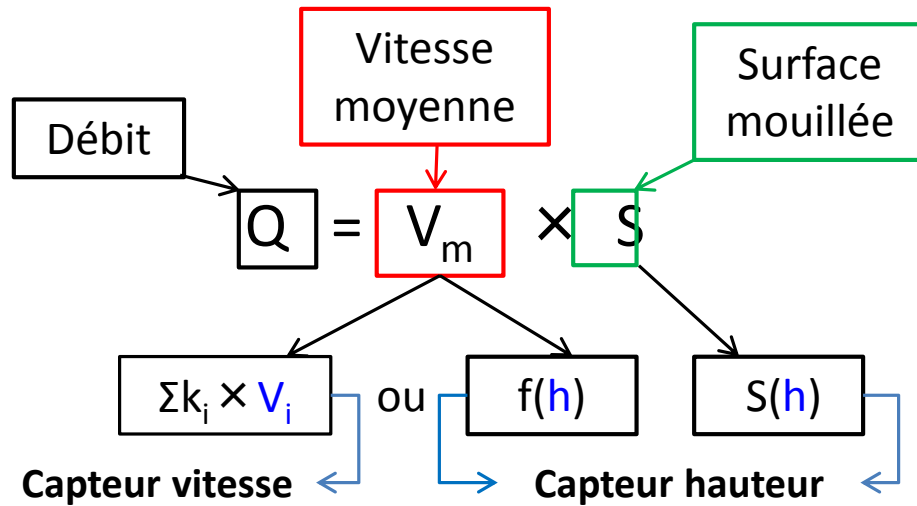 Vitesse
moyenne
Surface
mouillée
Débit
Q = Vₘ × S
Σkᵢ × Vᵢ ou f(h) S(h)
Capteur vitesse Capteur hauteur